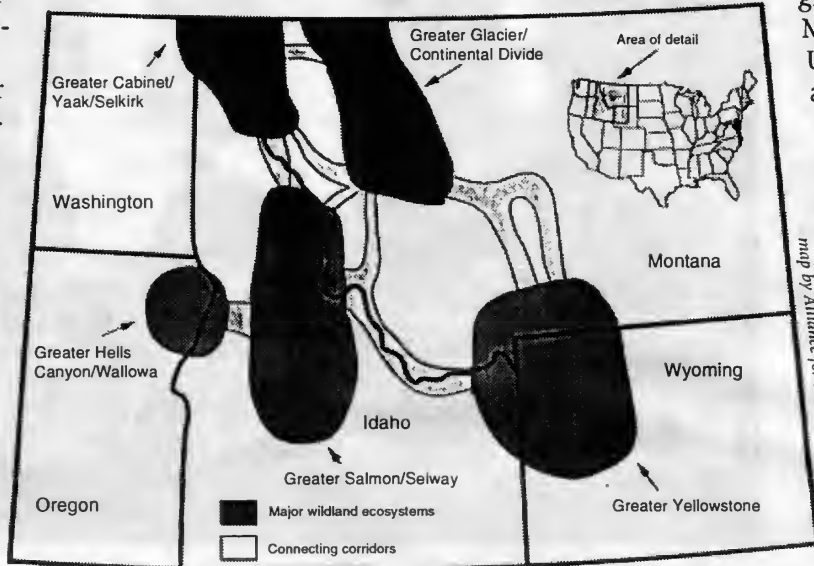 Greater Glacier/
Continental Divide
Area of detail
Greater Cabinet/
Yaak/Selkirk
Washington
Montana
Greater Hells
Canyon/Wallowa
Wyoming
Idaho
Greater Salmon/Selway
Oregon
Greater Yellowstone
Major wildland ecosystems
Connecting corridors
map by Alliance